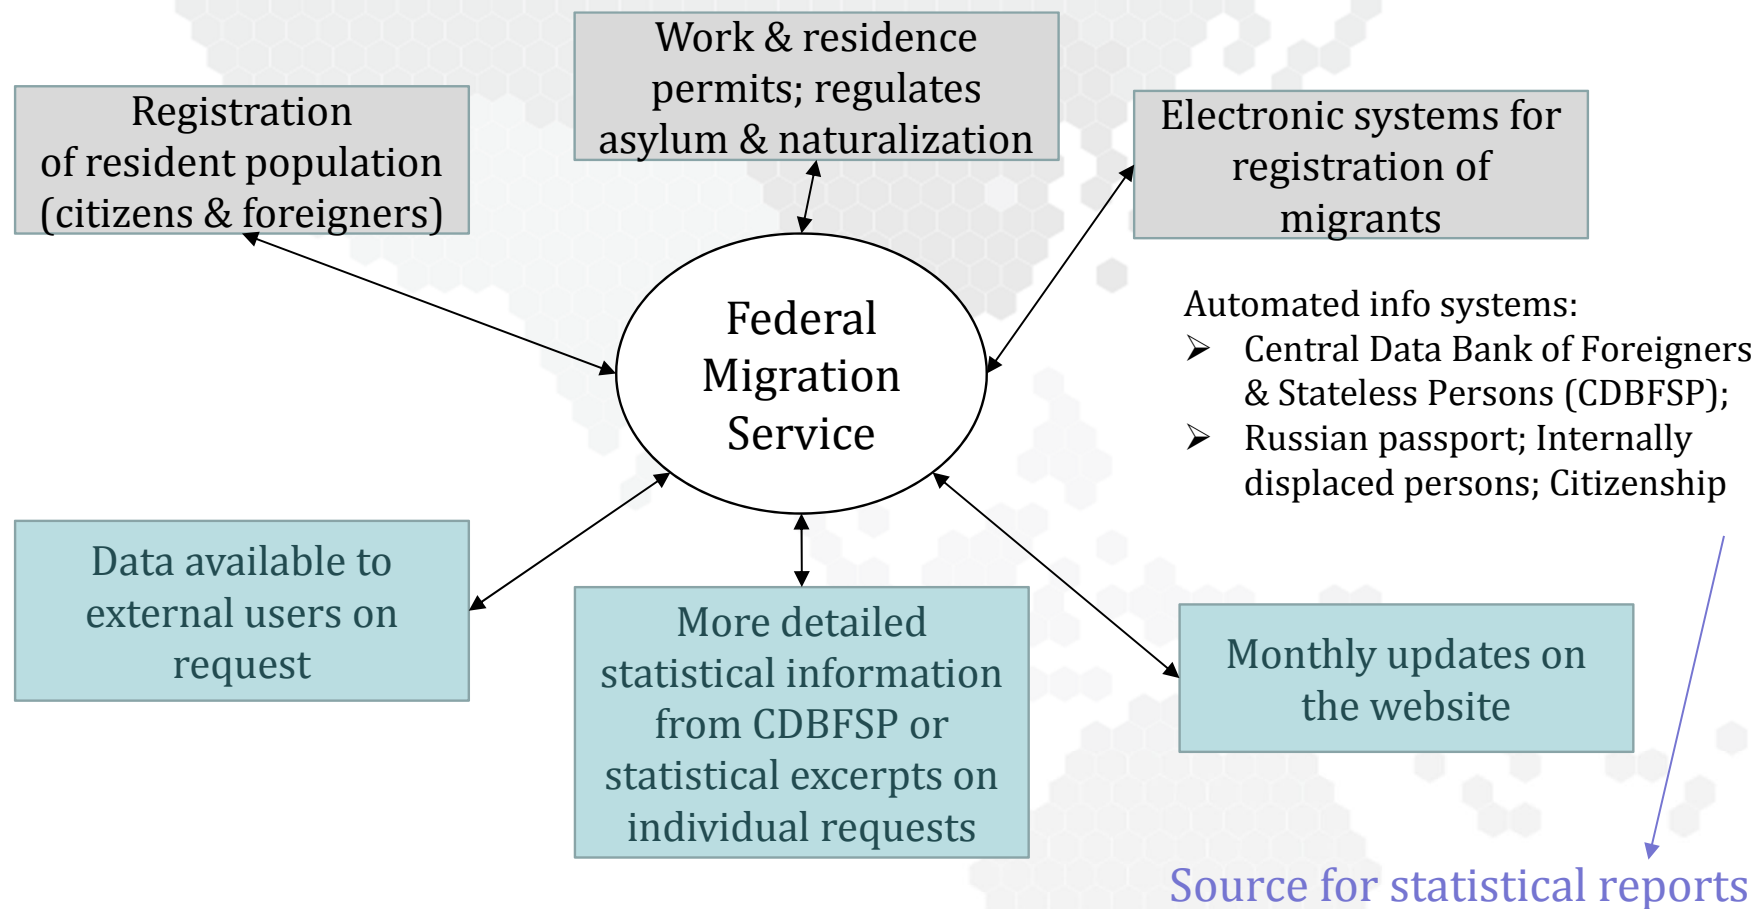 Work & residence
permits; regulates
asylum & naturalization
Registration
of resident population
(citizens & foreigners)
Electronic systems for
registration of
migrants
Federal
Migration
Service
Automated info systems:
➢ Central Data Bank of Foreigners
& Stateless Persons (CDBFSP);
➢ Russian passport; Internally
displaced persons; Citizenship
Data available to
external users on
request
More detailed
statistical information
from CDBFSP or
statistical excerpts on
individual requests
Monthly updates on
the website
Source for statistical reports